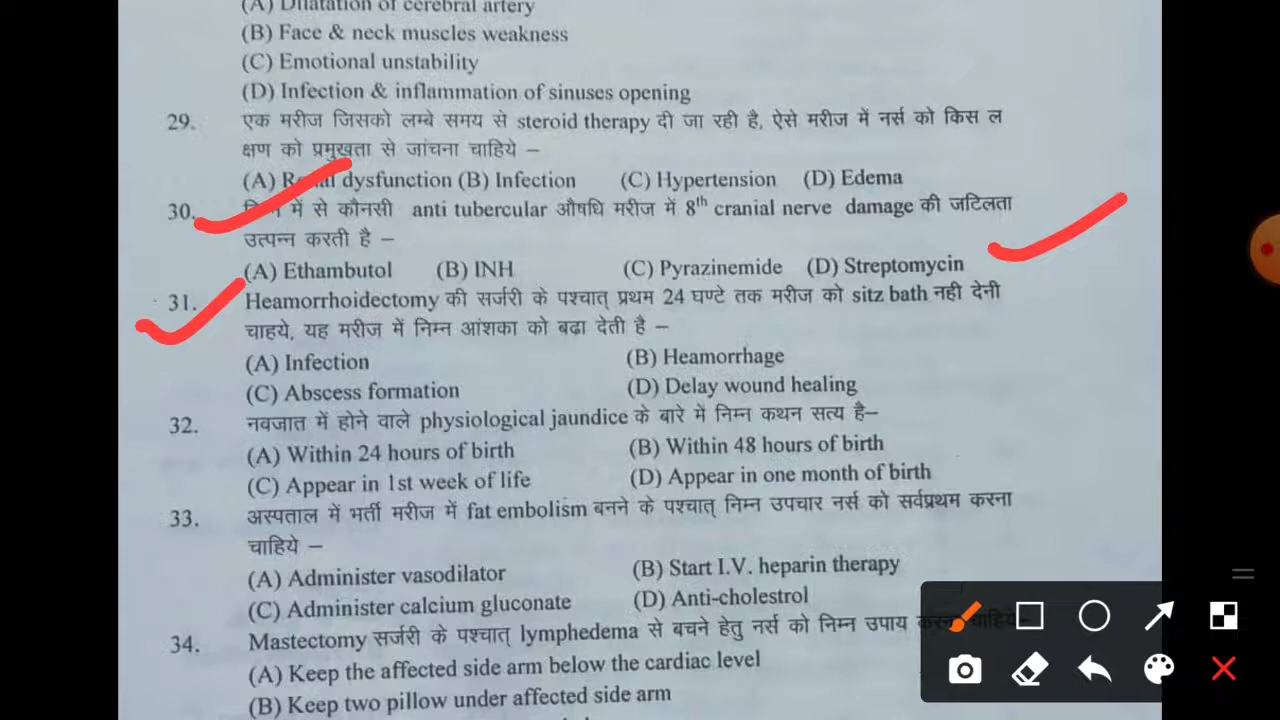 (A) Dilatation of cerebral artery
(B) Face & neck muscles weakness
(C) Emotional unstability
(D) Infection & inflammation of sinuses opening
29. एक मरीज जिसको लम्बे समय से steroid therapy दी जा रही है, ऐसे मरीज में नर्स को किस ल
क्षण को प्रमुखता से जांचना चाहिये –
(A) Renal dysfunction (B) Infection (C) Hypertension (D) Edema
30. में से कौनसी anti tubercular औषधि मरीज में 8th cranial nerve damage की जटिलता
उत्पन्न करती है –
(A) Ethambutol (B) INH (C) Pyrazinemide (D) Streptomycin
31. Heamorrhoidectomy की सर्जरी के पश्चात् प्रथम 24 घण्टे तक मरीज को sitz bath नही देनी
चाहये, यह मरीज में निम्न आंशका को बढ़ा देती है –
(A) Infection (B) Heamorrhage
(C) Abscess formation (D) Delay wound healing
32. नवजात में होने वाले physiological jaundice के बारे में निम्न कथन सत्य है–
(A) Within 24 hours of birth (B) Within 48 hours of birth
(C) Appear in 1st week of life (D) Appear in one month of birth
33. अस्पताल में भर्ती मरीज में fat embolism बनने के पश्चात् निम्न उपचार नर्स को सर्वप्रथम करना
चाहिये –
(A) Administer vasodilator (B) Start I.V. heparin therapy
(C) Administer calcium gluconate (D) Anti-cholestrol
34. Mastectomy सर्जरी के पश्चात् lymphedema से बचने हेतु नर्स को निम्न उपाय करना चाहिये–
(A) Keep the affected side arm below the cardiac level
(B) Keep two pillow under affected side arm